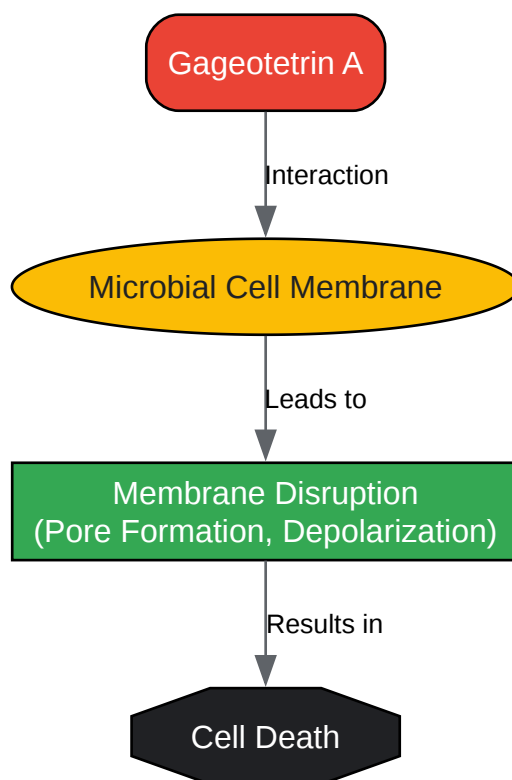 Gageotetrin A
Interaction
Microbial Cell Membrane
Leads to
Membrane Disruption
(Pore Formation, Depolarization)
Results in
Cell Death